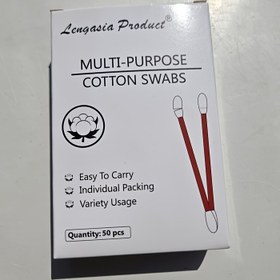 Lengasia Product®
MULTI-PURPOSE
COTTON SWABS
Easy To Carry
Individual Packing
Variety Usage
Quantity: 50 pcs